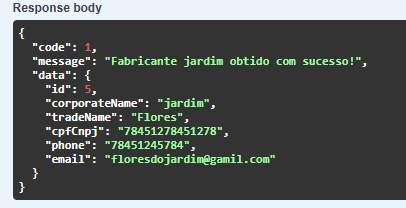 Response body
{
  "code": 1,
  "message": "Fabricante jardim obtido com sucesso!",
  "data": {
    "id": 5,
    "corporateName": "jardim",
    "tradeName": "Flores",
    "cpfCnpj": "78451278451278",
    "phone": "78451245784",
    "email": "floresdojardim@gamil.com"
  }
}